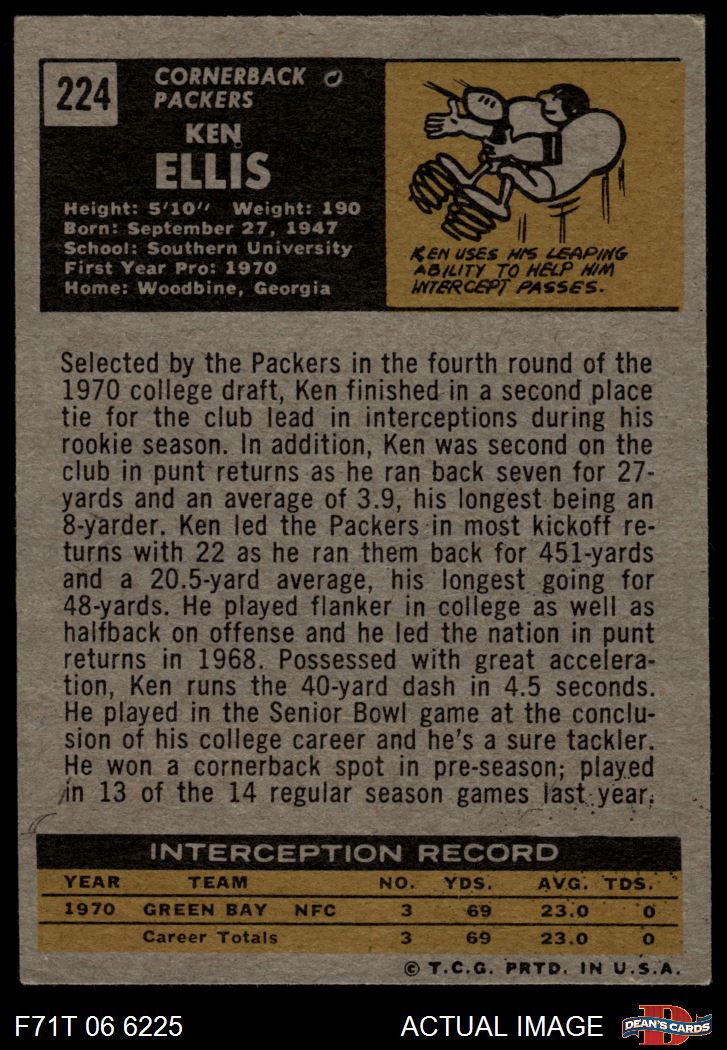 224
CORNERBACK
PACKERS
KEN
ELLIS
Height: 5'10" Weight: 190
Born: September 27, 1947
School: Southern University
First Year Pro: 1970
Home: Woodbine, Georgia
KEN USES HIS LEAPING
ABILITY TO HELP HIM
INTERCEPT PASSES.
Selected by the Packers in the fourth round of the
1970 college draft, Ken finished in a second place
tie for the club lead in interceptions during his
rookie season. In addition, Ken was second on the
club in punt returns as he ran back seven for 27-
yards and an average of 3.9, his longest being an
8-yarder. Ken led the Packers in most kickoff re-
turns with 22 as he ran them back for 451-yards
and a 20.5-yard average, his longest going for
48-yards. He played flanker in college as well as
halfback on offense and he led the nation in punt
returns in 1968. Possessed with great accelera-
tion, Ken runs the 40-yard dash in 4.5 seconds.
He played in the Senior Bowl game at the conclu-
sion of his college career and he's a sure tackler.
He won a cornerback spot in pre-season; played
in 13 of the 14 regular season games last year.
INTERCEPTION RECORD
YEAR TEAM NO. YDS. AVG. TDS.
1970 GREEN BAY NFC 3 69 23.0 0
Career Totals 3 69 23.0 0
© T.C.G. PRTD. IN U.S.A.
F71T 06 6225 ACTUAL IMAGE
D
DEAN'S CARDS